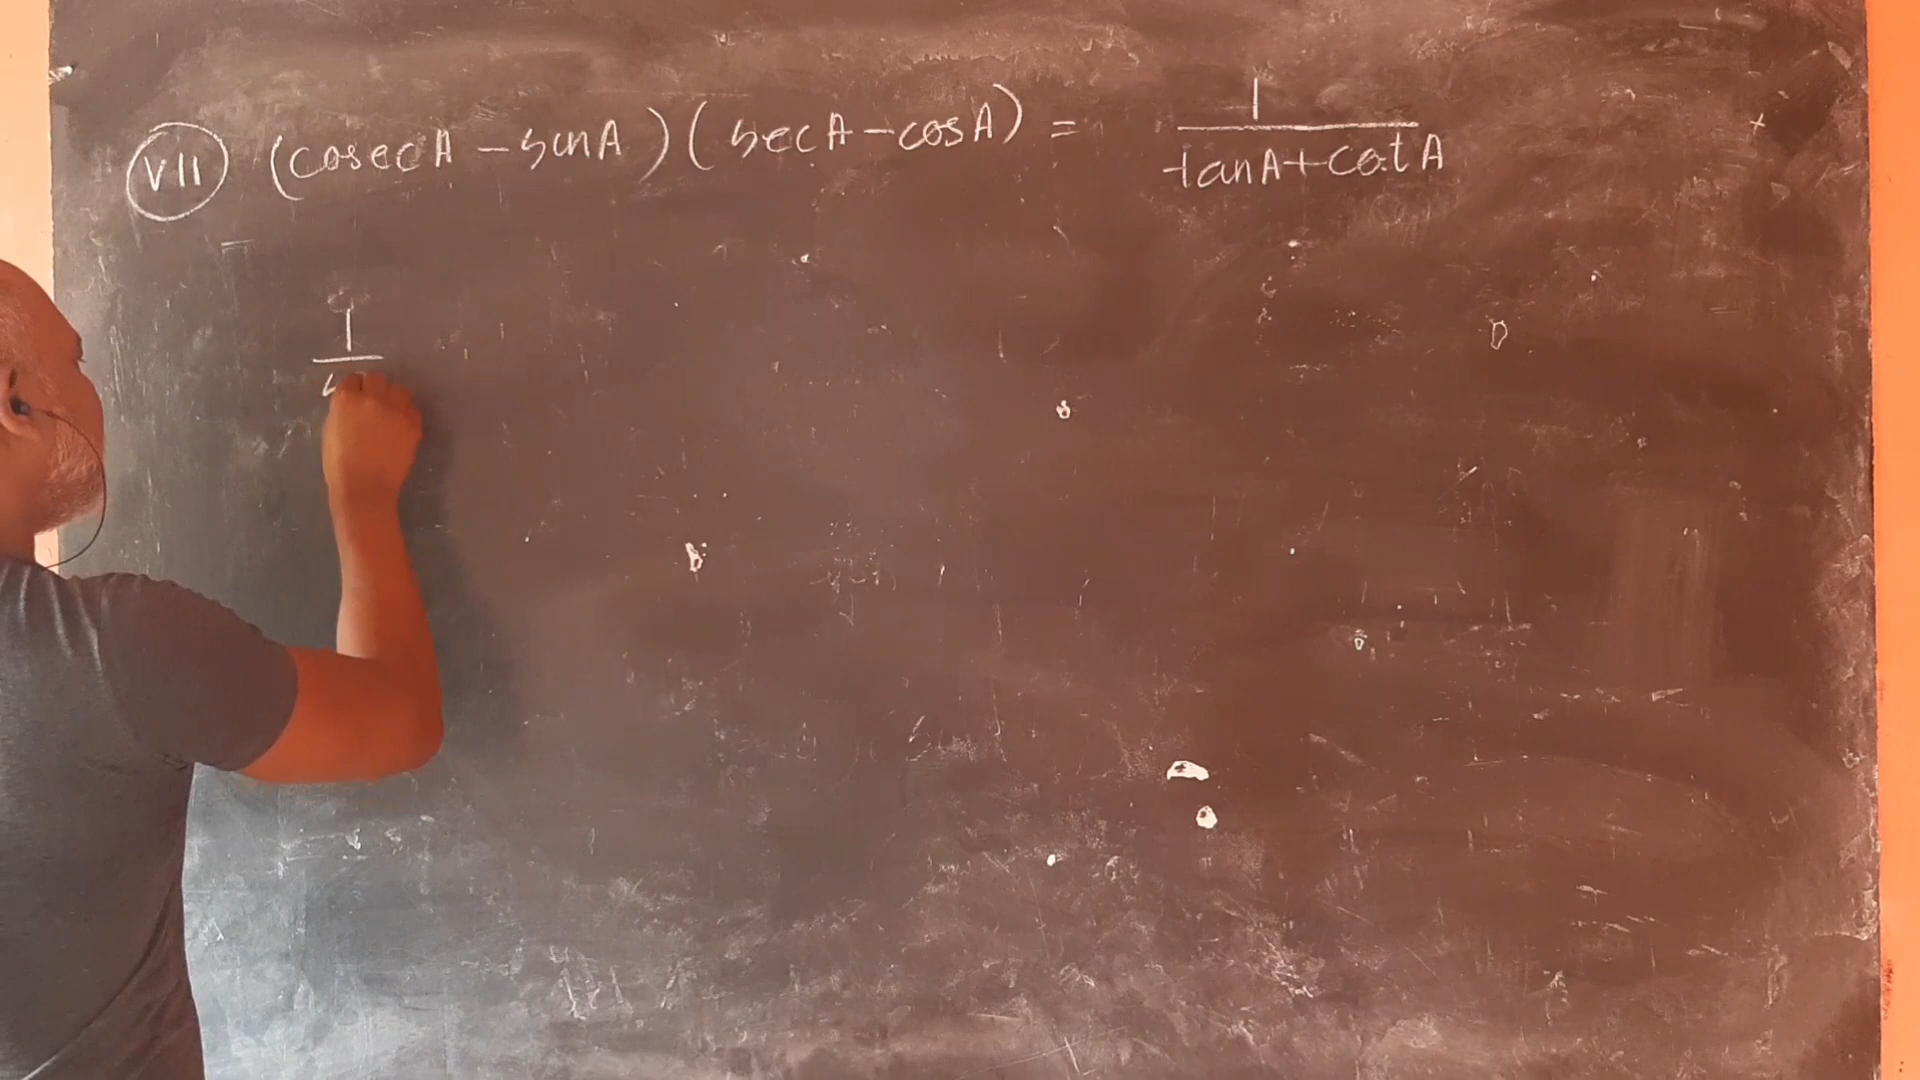 (VII) (cosecA - sinA)(secA - cosA) = 1/(tanA + cotA)
1